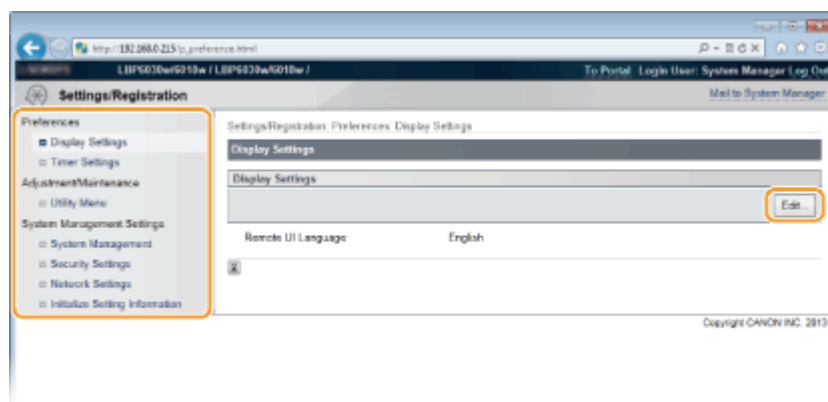 http://192.168.0.215/p_preference.html
LBP6030w/6018w / LBP6030w/6018w /
To Portal Login User: System Manager Log Out
Settings/Registration
Mail to System Manager
Preferences
Display Settings
Timer Settings
Adjustment/Maintenance
Utility Menu
System Management Settings
System Management
Security Settings
Network Settings
Initialize Setting Information
Settings/Registration: Preferences: Display Settings
Display Settings
Display Settings
Edit...
Remote UI Language English
Copyright CANON INC. 2013